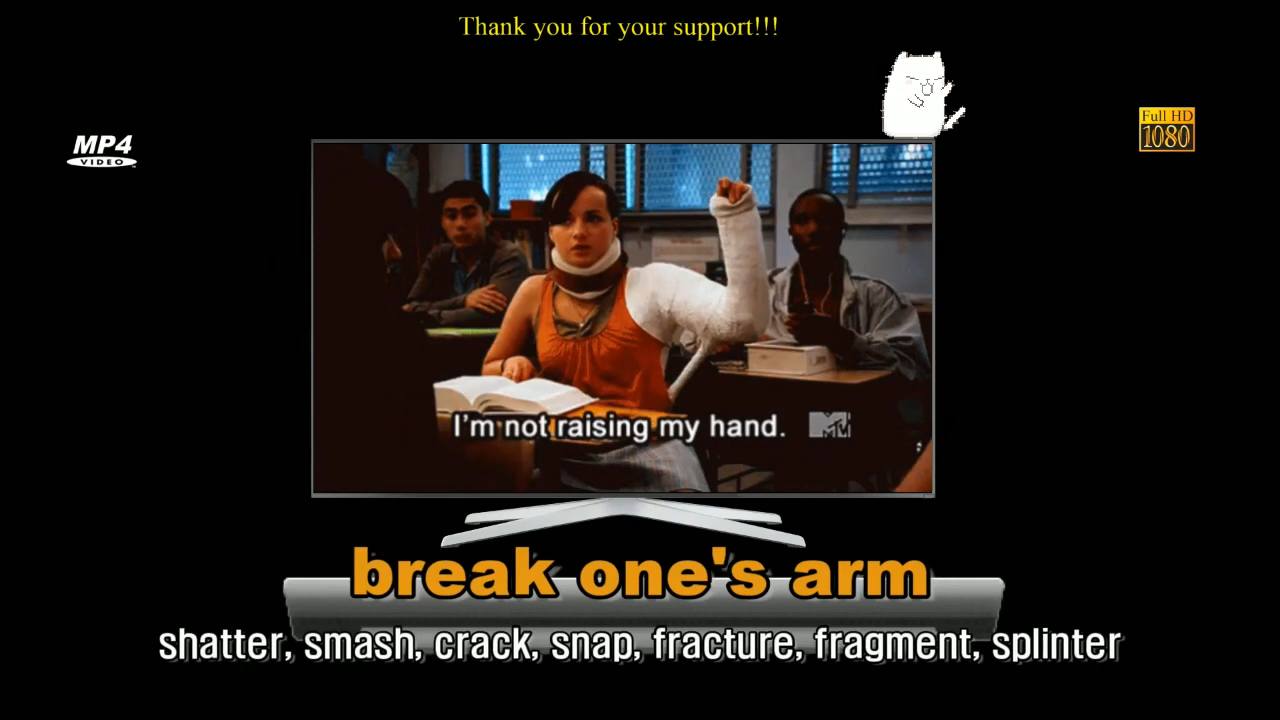 Thank you for your support!!!
MP4
VIDEO
Full HD
1080
I'm not raising my hand.
MTV
break one's arm
shatter, smash, crack, snap, fracture, fragment, splinter